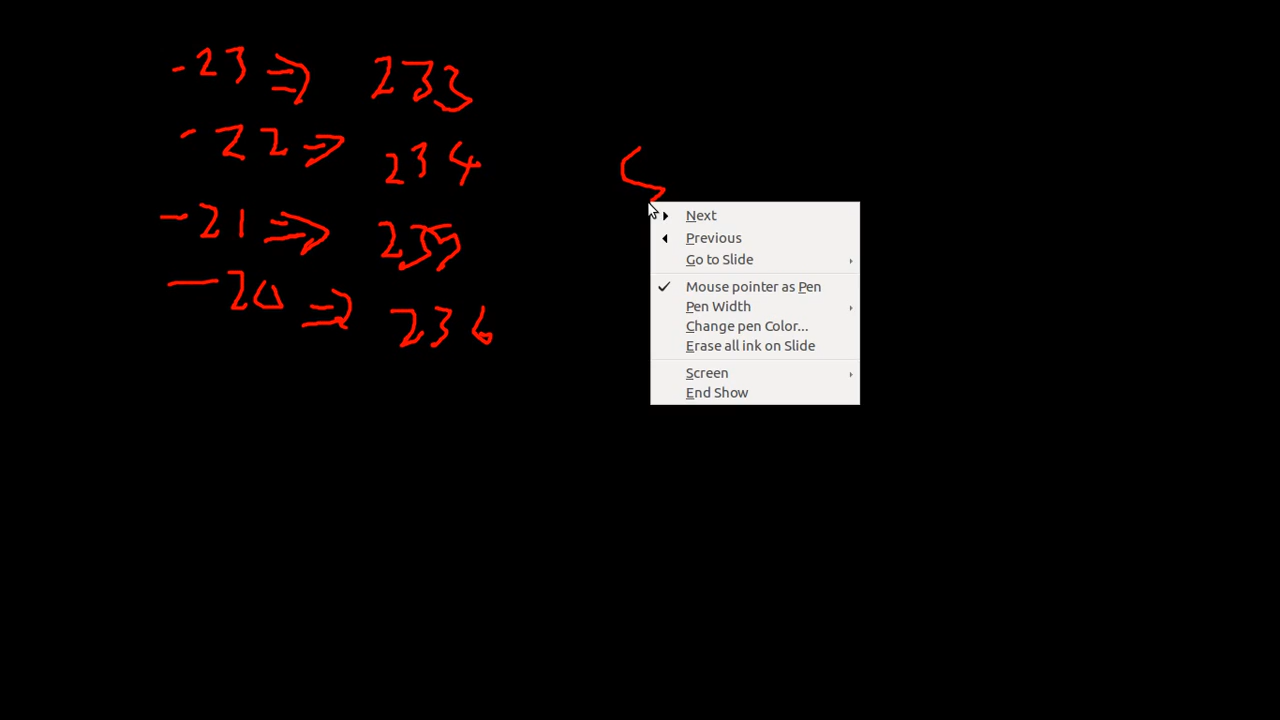 -23 ⇒ 233
-22 ⇒ 234
-21 ⇒ 235
-20 ⇒ 236
Next
Previous
Go to Slide
Mouse pointer as Pen
Pen Width
Change pen Color...
Erase all ink on Slide
Screen
End Show